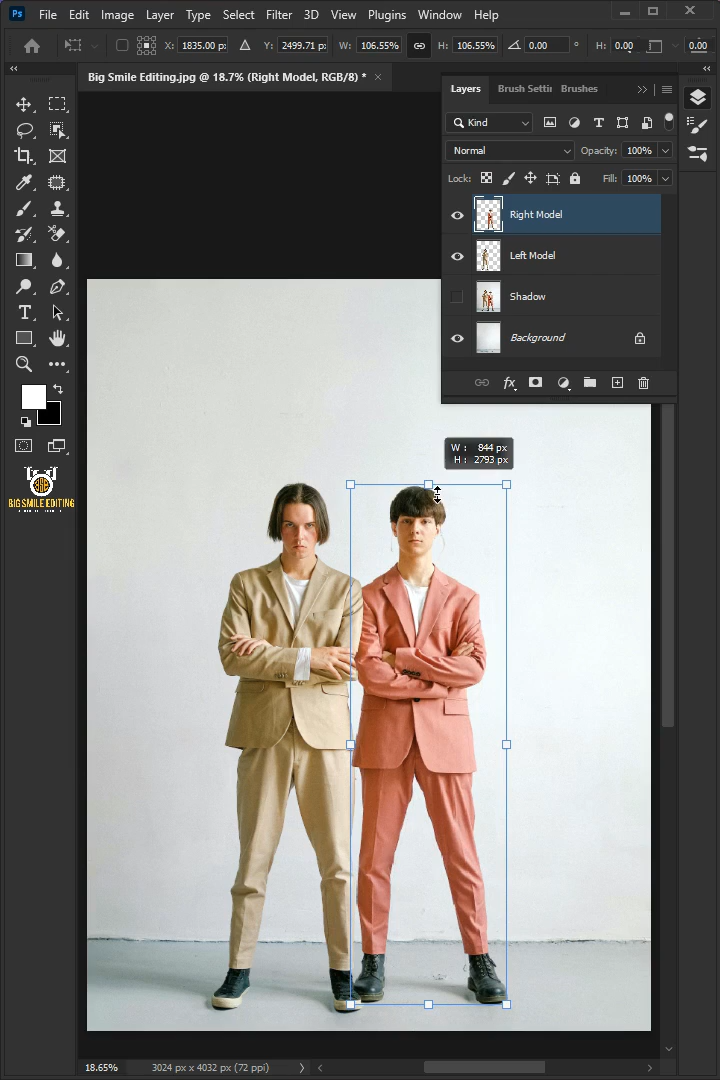 Ps File Edit Image Layer Type Select Filter 3D View Plugins Window Help
X: 1835.00 px Y: 2499.71 px W: 106.55% H: 106.55% 0.00 ° H: 0.00 0.00
Big Smile Editing.jpg @ 18.7% (Right Model, RGB/8) * ×
Layers Brush Settin Brushes
Kind
Normal Opacity: 100%
Lock: Fill: 100%
Right Model
Left Model
Shadow
Background
fx
W : 844 px
H : 2793 px
BIG SMILE EDITING
18.65% 3024 px x 4032 px (72 ppi)